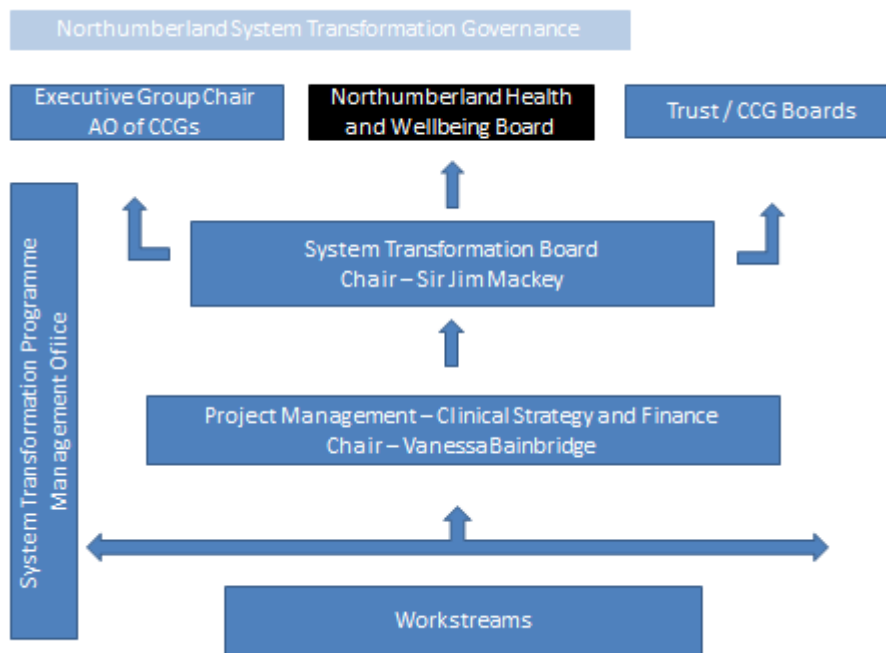 Northumberland System Transformation Governance
Executive Group Chair
AO of CCGs
Northumberland Health
and Wellbeing Board
Trust / CCG Boards
System Transformation Programme
Management Ofiice
System Transformation Board
Chair – Sir Jim Mackey
Project Management – Clinical Strategy and Finance
Chair – Vanessa Bainbridge
Workstreams